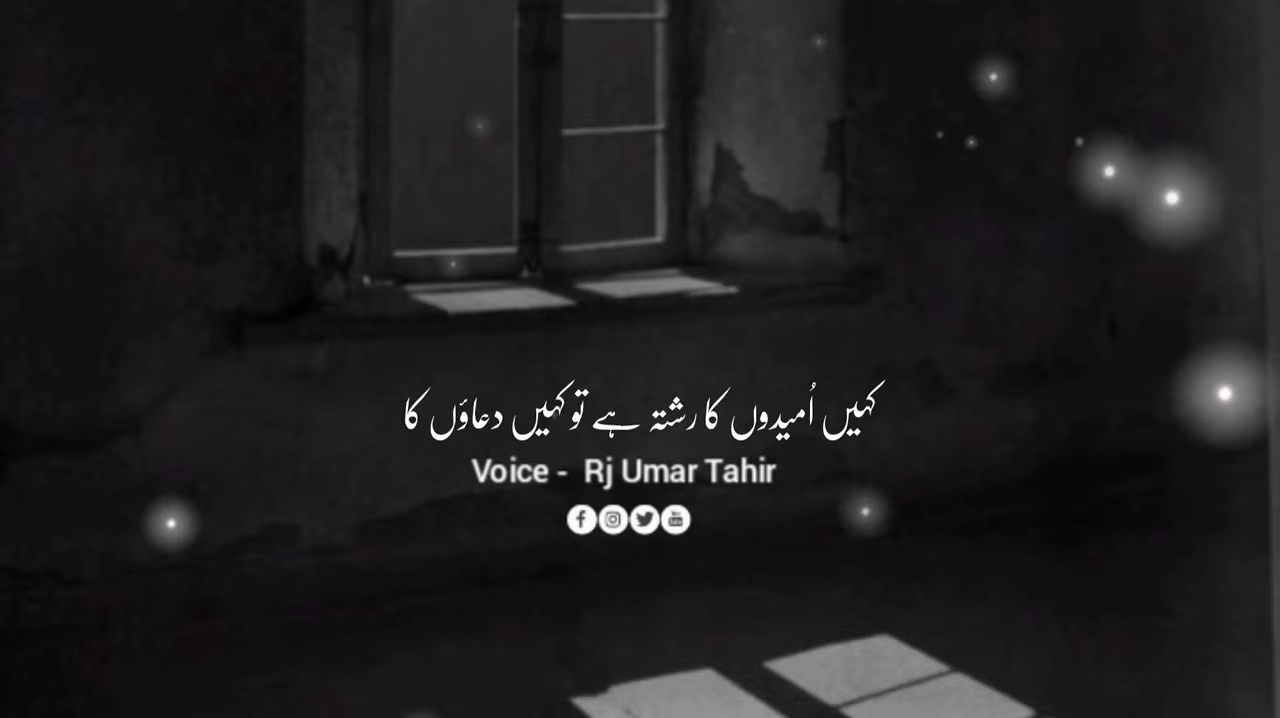 کہیں اُمیدوں کا رشتہ ہے تو کہیں دعاؤں کا
Voice - Rj Umar Tahir